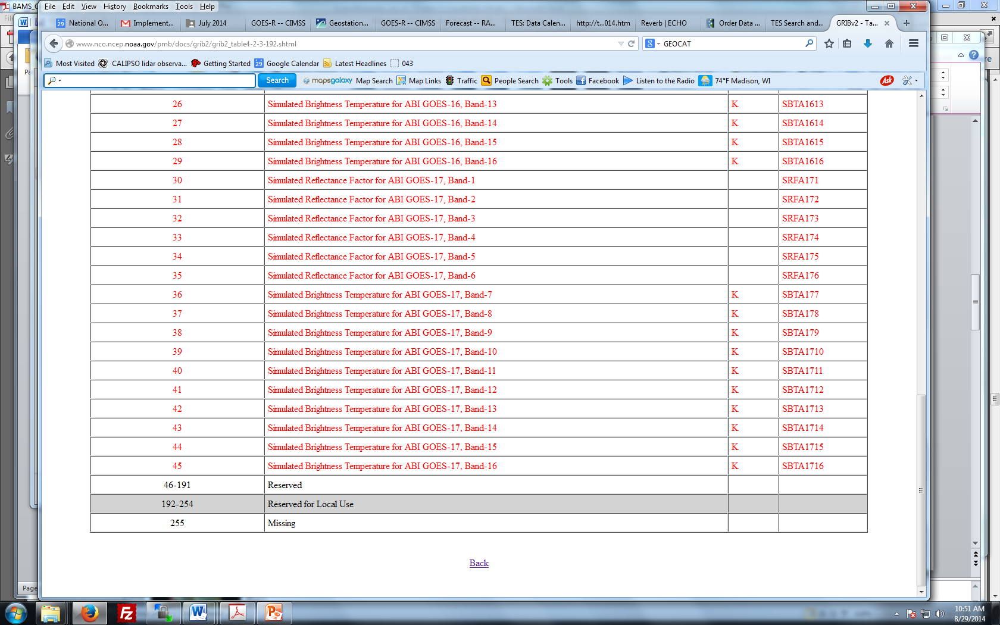 BAMS_G
File Edit View History Bookmarks Tools Help
National O... Implement... July 2014 GOES-R -- CIMSS Geostation... GOES-R -- CIMSS Forecast -- RA... TES: Data Calen... http://t...014.htm Reverb | ECHO Order Data ... TES Search and... GRIBv2 - Ta...
www.nco.ncep.noaa.gov/pmb/docs/grib2/grib2_table4-2-3-192.shtml GEOCAT
Most Visited CALIPSO lidar observa... Getting Started Google Calendar Latest Headlines 043
Search mapsgalaxy Map Search Map Links Traffic People Search Tools Facebook Listen to the Radio 74°F Madison, WI Ask
26 Simulated Brightness Temperature for ABI GOES-16, Band-13 K SBTA1613
27 Simulated Brightness Temperature for ABI GOES-16, Band-14 K SBTA1614
28 Simulated Brightness Temperature for ABI GOES-16, Band-15 K SBTA1615
29 Simulated Brightness Temperature for ABI GOES-16, Band-16 K SBTA1616
30 Simulated Reflectance Factor for ABI GOES-17, Band-1 SRFA171
31 Simulated Reflectance Factor for ABI GOES-17, Band-2 SRFA172
32 Simulated Reflectance Factor for ABI GOES-17, Band-3 SRFA173
33 Simulated Reflectance Factor for ABI GOES-17, Band-4 SRFA174
34 Simulated Reflectance Factor for ABI GOES-17, Band-5 SRFA175
35 Simulated Reflectance Factor for ABI GOES-17, Band-6 SRFA176
36 Simulated Brightness Temperature for ABI GOES-17, Band-7 K SBTA177
37 Simulated Brightness Temperature for ABI GOES-17, Band-8 K SBTA178
38 Simulated Brightness Temperature for ABI GOES-17, Band-9 K SBTA179
39 Simulated Brightness Temperature for ABI GOES-17, Band-10 K SBTA1710
40 Simulated Brightness Temperature for ABI GOES-17, Band-11 K SBTA1711
41 Simulated Brightness Temperature for ABI GOES-17, Band-12 K SBTA1712
42 Simulated Brightness Temperature for ABI GOES-17, Band-13 K SBTA1713
43 Simulated Brightness Temperature for ABI GOES-17, Band-14 K SBTA1714
44 Simulated Brightness Temperature for ABI GOES-17, Band-15 K SBTA1715
45 Simulated Brightness Temperature for ABI GOES-17, Band-16 K SBTA1716
46-191 Reserved
192-254 Reserved for Local Use
255 Missing
Back
Page
10:51 AM
8/29/2014